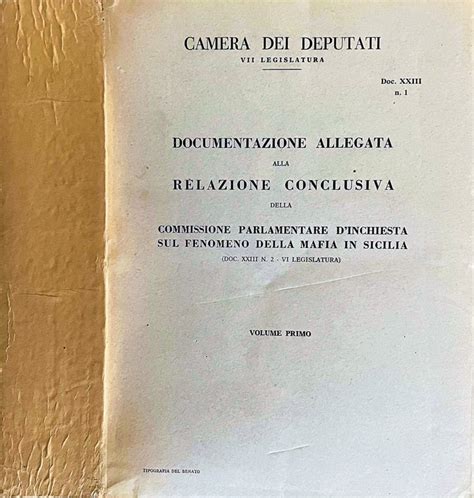 CAMERA DEI DEPUTATI
VII LEGISLATURA
Doc. XXIII
n. 1
DOCUMENTAZIONE ALLEGATA
ALLA
RELAZIONE CONCLUSIVA
DELLA
COMMISSIONE PARLAMENTARE D'INCHIESTA
SUL FENOMENO DELLA MAFIA IN SICILIA
(DOC. XXIII N. 2 - VI LEGISLATURA)
VOLUME PRIMO
TIPOGRAFIA DEL SENATO